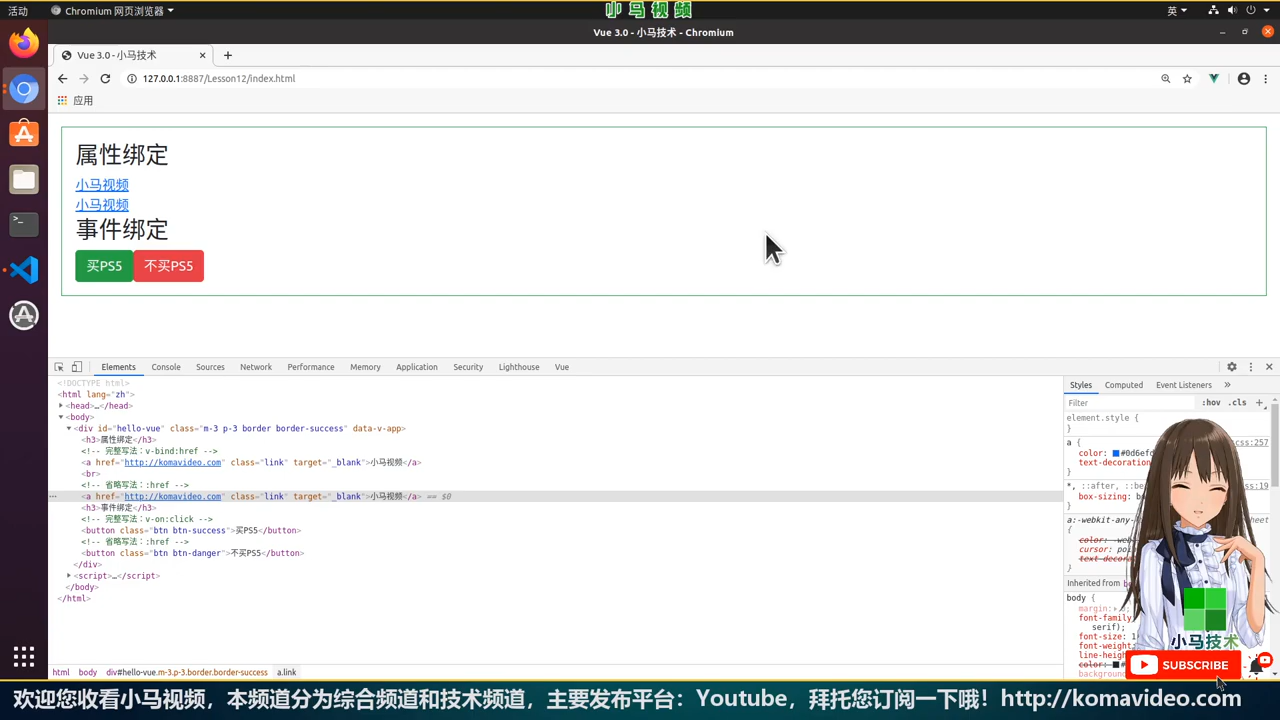 活动
Chromium 网页浏览器
小马视频
英
Vue 3.0 - 小马技术 - Chromium
Vue 3.0 - 小马技术
127.0.0.1:8887/Lesson12/index.html
应用
属性绑定
小马视频
小马视频
事件绑定
买PS5
不买PS5
Elements
Console
Sources
Network
Performance
Memory
Application
Security
Lighthouse
Vue
<!DOCTYPE html>
<html lang="zh">
<head>…</head>
<body>
<div id="hello-vue" class="m-3 p-3 border border-success" data-v-app>
<h3>属性绑定</h3>
<!-- 完整写法：v-bind:href -->
<a href="http://komavideo.com" class="link" target="_blank">小马视频</a>
<br>
<!-- 省略写法：:href -->
<a href="http://komavideo.com" class="link" target="_blank">小马视频</a> == $0
<h3>事件绑定</h3>
<!-- 完整写法：v-on:click -->
<button class="btn btn-success">买PS5</button>
<!-- 省略写法：:href -->
<button class="btn btn-danger">不买PS5</button>
</div>
<script>…</script>
</body>
</html>
html
body
div#hello-vue.m-3.p-3.border.border-success
a.link
Styles
Computed
Event Listeners
Filter
:hov
.cls
element.style {
}
a {
css:257
color:
#0d6efd
}
*, ::after,
css:19
box-sizing:
}
{
}
Inherited from
body {
serif);
小马技术
SUBSCRIBE
欢迎您收看小马视频，本频道分为综合频道和技术频道，主要发布平台：Youtube，拜托您订阅一下哦！http://komavideo.com